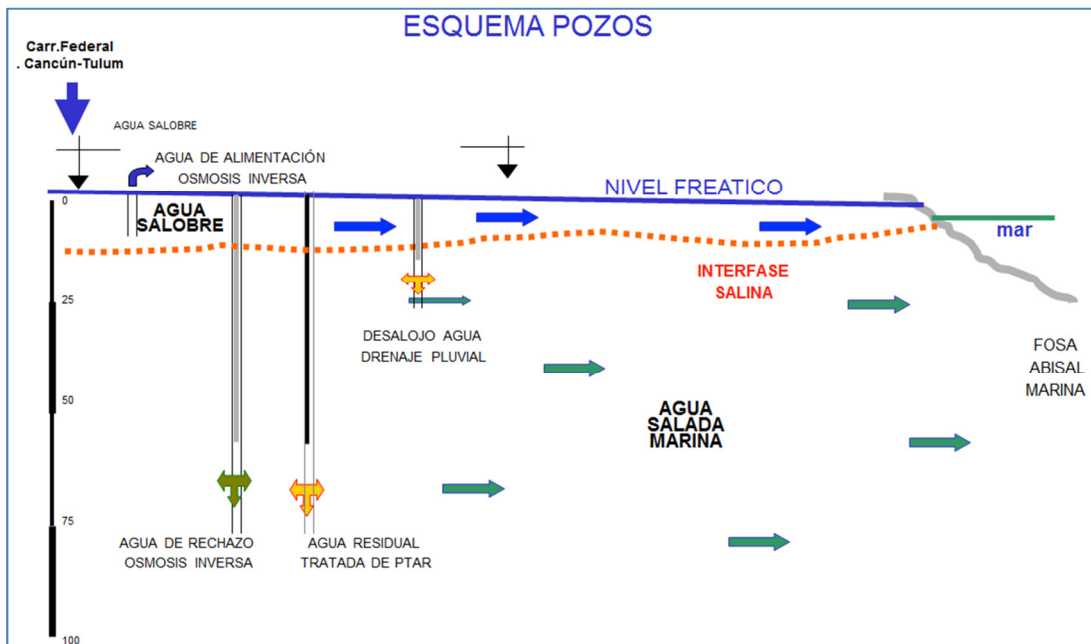 ESQUEMA POZOS
Carr.Federal
. Cancún-Tulum
AGUA SALOBRE
AGUA DE ALIMENTACIÓN
OSMOSIS INVERSA
NIVEL FREATICO
0
AGUA
SALOBRE
mar
INTERFASE
SALINA
25
DESALOJO AGUA
DRENAJE PLUVIAL
FOSA
ABISAL
MARINA
50
AGUA
SALADA
MARINA
75
AGUA DE RECHAZO
OSMOSIS INVERSA
AGUA RESIDUAL
TRATADA DE PTAR
100